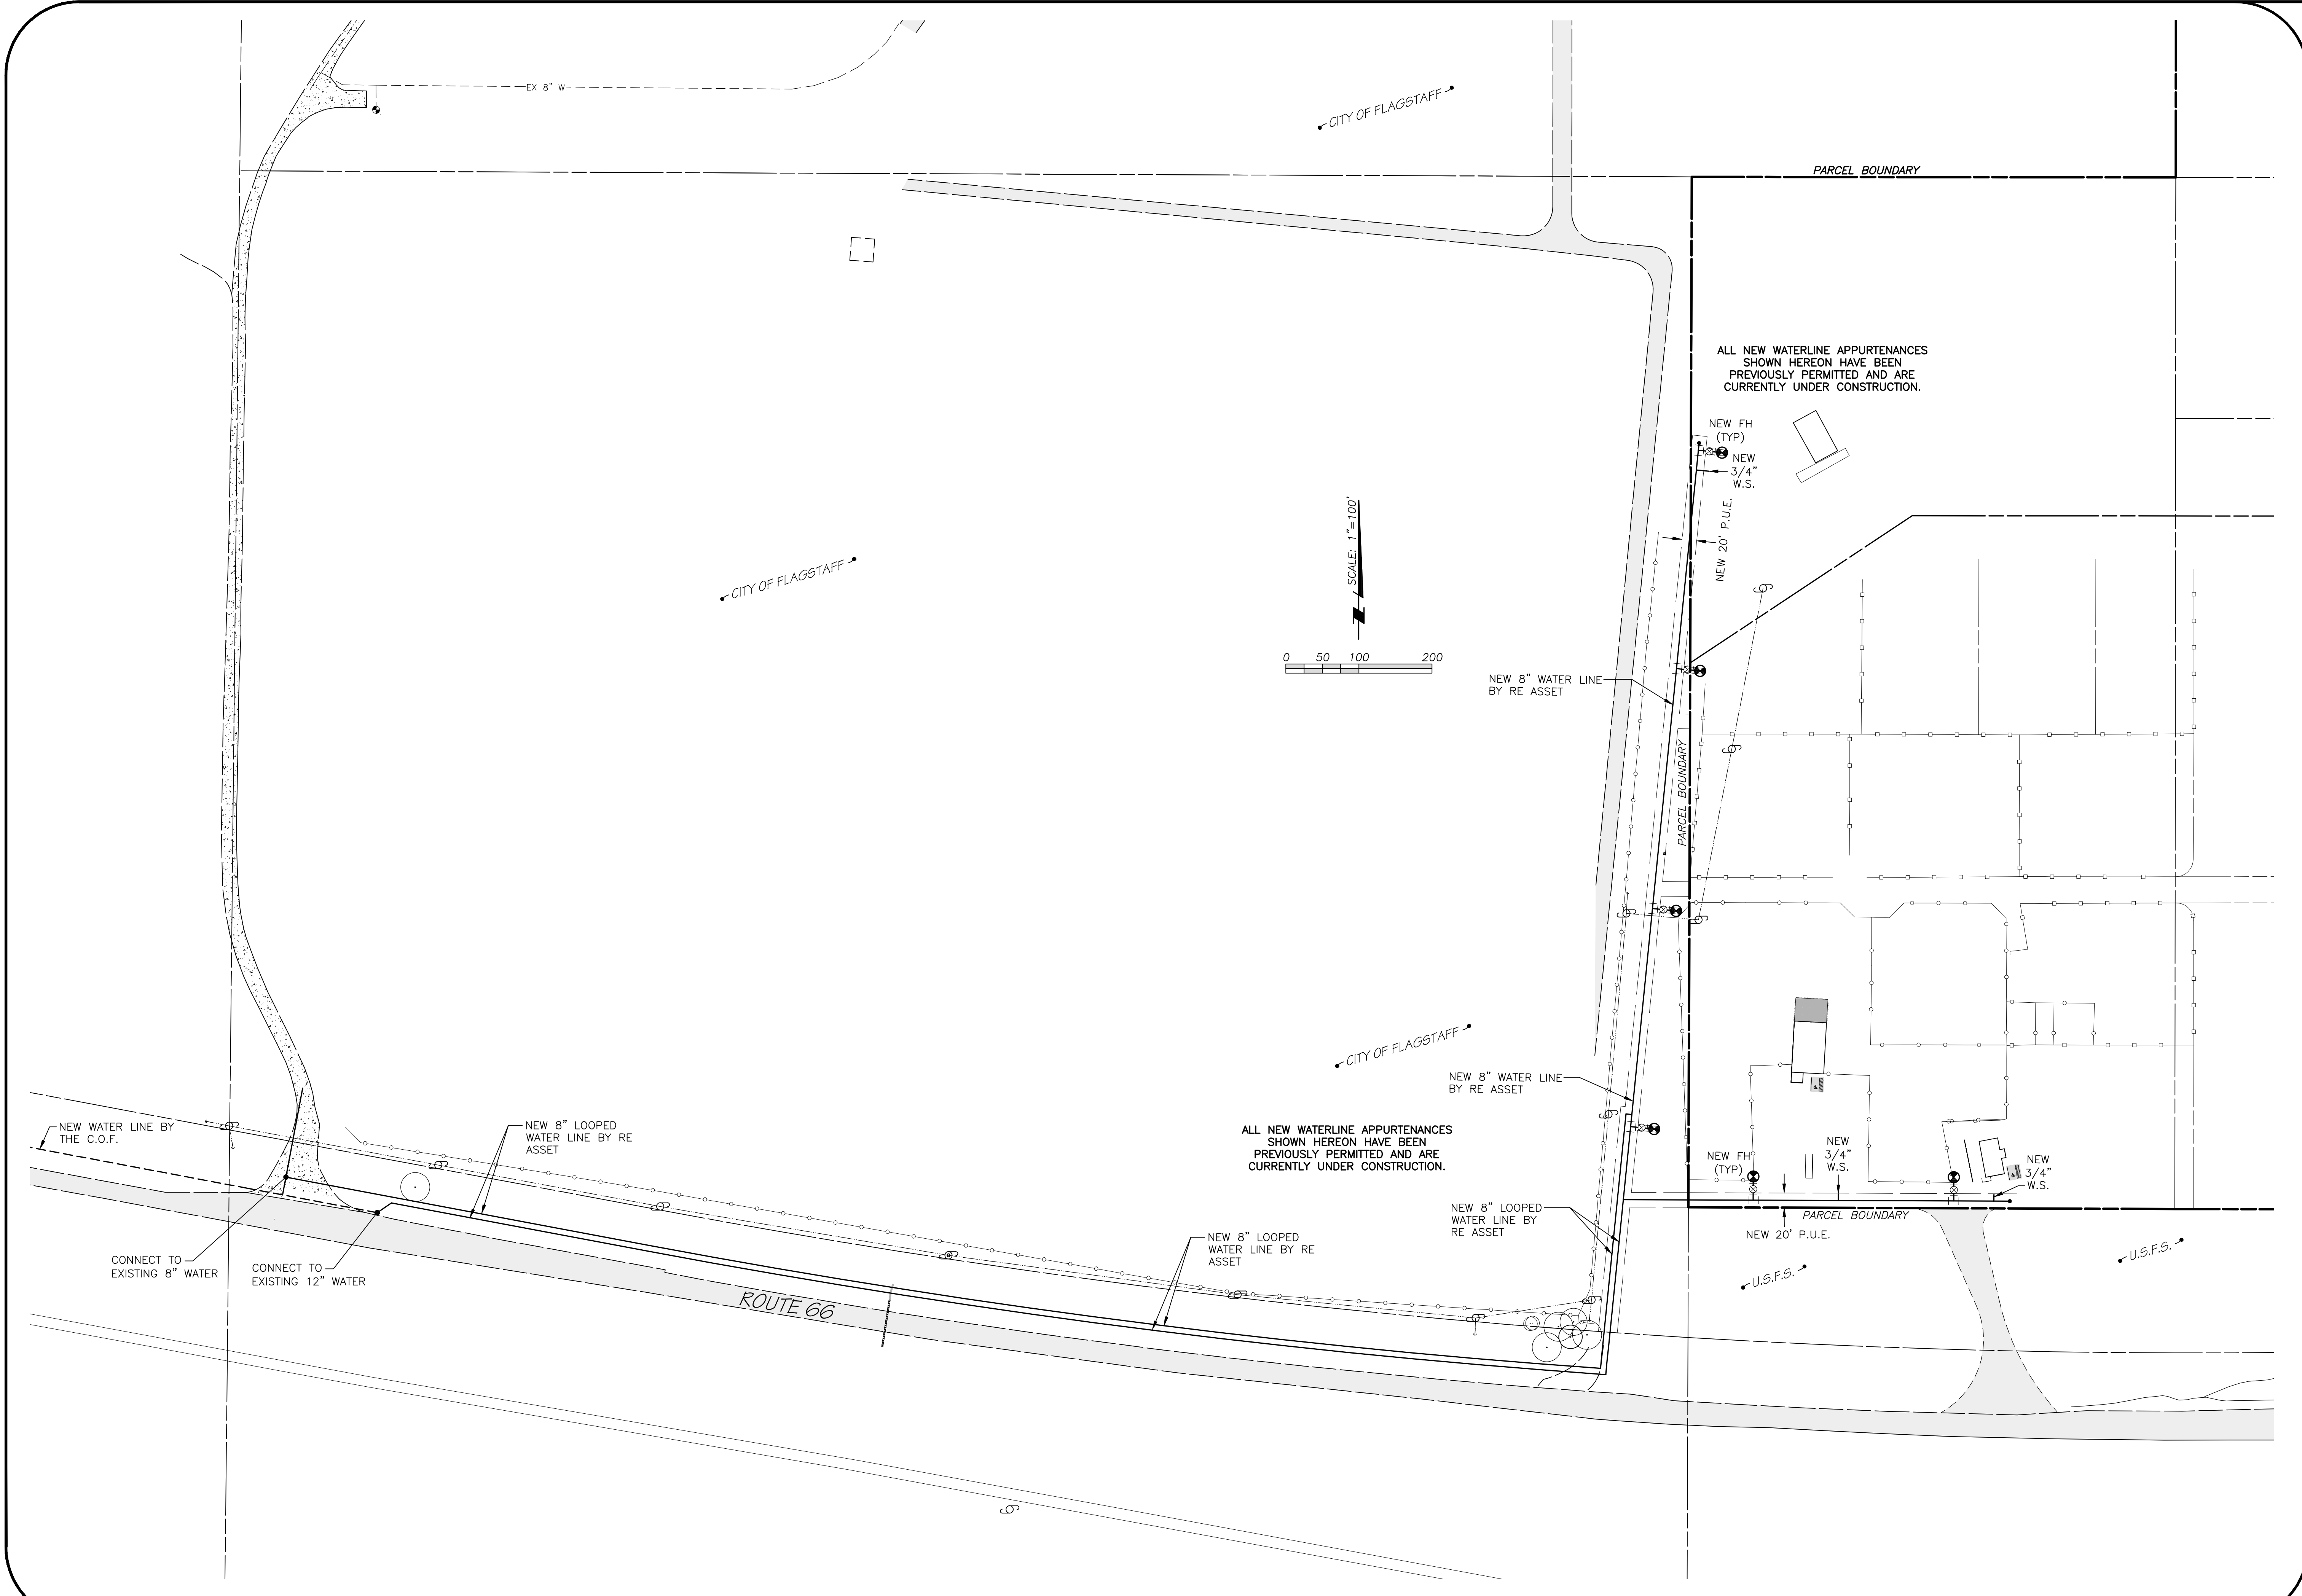 EX 8" W
CITY OF FLAGSTAFF
PARCEL BOUNDARY
ALL NEW WATERLINE APPURTENANCES
SHOWN HEREON HAVE BEEN
PREVIOUSLY PERMITTED AND ARE
CURRENTLY UNDER CONSTRUCTION.
NEW FH
(TYP)
NEW
3/4"
W.S.
NEW 20' P.U.E.
SCALE: 1"=100'
N
0 50 100 200
CITY OF FLAGSTAFF
NEW 8" WATER LINE
BY RE ASSET
PARCEL BOUNDARY
CITY OF FLAGSTAFF
NEW 8" WATER LINE
BY RE ASSET
NEW WATER LINE BY
THE C.O.F.
NEW 8" LOOPED
WATER LINE BY RE
ASSET
ALL NEW WATERLINE APPURTENANCES
SHOWN HEREON HAVE BEEN
PREVIOUSLY PERMITTED AND ARE
CURRENTLY UNDER CONSTRUCTION.
NEW FH
(TYP)
NEW
3/4"
W.S.
NEW
3/4"
W.S.
NEW 8" LOOPED
WATER LINE BY
RE ASSET
PARCEL BOUNDARY
NEW 20' P.U.E.
NEW 8" LOOPED
WATER LINE BY RE
ASSET
CONNECT TO
EXISTING 8" WATER
CONNECT TO
EXISTING 12" WATER
ROUTE 66
U.S.F.S.
U.S.F.S.